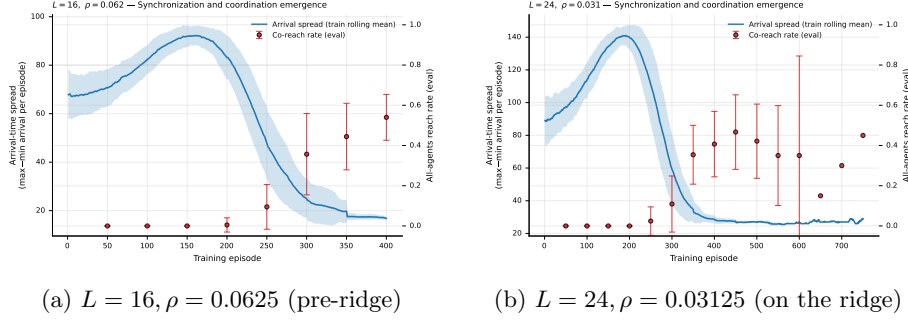 L = 16, ρ = 0.062 — Synchronization and coordination emergence
100
80
60
40
20
Arrival-time spread
(max−min arrival per episode)
Arrival spread (train rolling mean)
Co-reach rate (eval)
1.0
0.8
0.6
0.4
0.2
0.0
All-agents reach rate (eval)
0 50 100 150 200 250 300 350 400
Training episode
(a) L = 16, ρ = 0.0625 (pre-ridge)
L = 24, ρ = 0.031 — Synchronization and coordination emergence
140
120
100
80
60
40
20
Arrival-time spread
(max−min arrival per episode)
Arrival spread (train rolling mean)
Co-reach rate (eval)
1.0
0.8
0.6
0.4
0.2
0.0
All-agents reach rate (eval)
0 100 200 300 400 500 600 700
Training episode
(b) L = 24, ρ = 0.03125 (on the ridge)